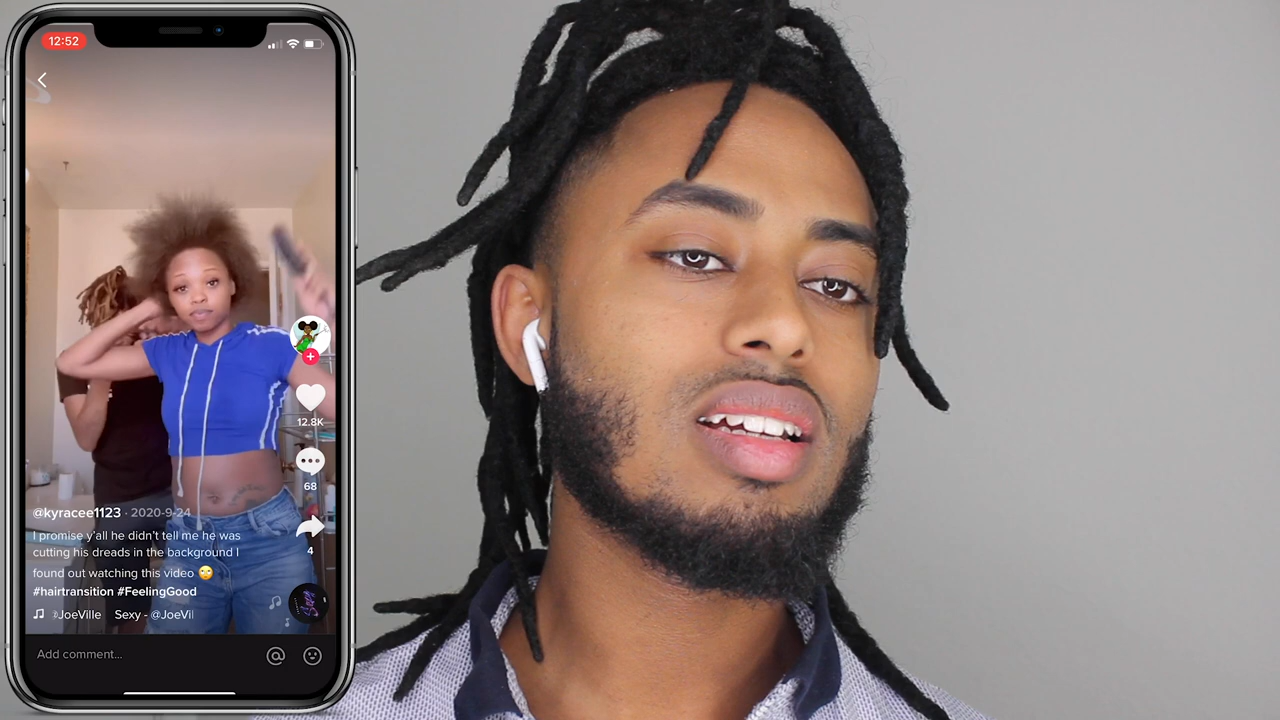 12:52
12.8K
68
4
@kyracee1123 · 2020-9-24
I promise y'all he didn't tell me he was
cutting his dreads in the background I
found out watching this video 🙄
#hairtransition #FeelingGood
JoeVille Sexy - @JoeVil
Add comment...